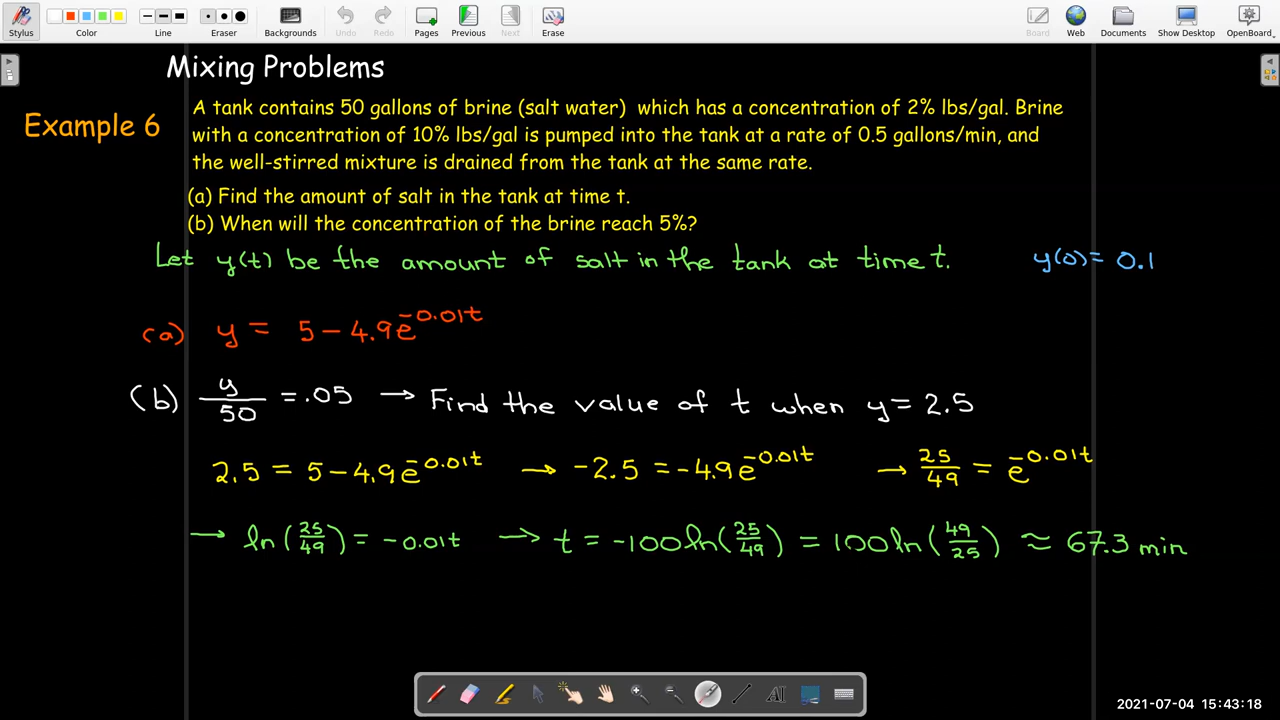 Stylus Color Line Eraser Backgrounds Undo Redo Pages Previous Next Erase Board Web Documents Show Desktop OpenBoard
Mixing Problems
Example 6
A tank contains 50 gallons of brine (salt water) which has a concentration of 2% lbs/gal. Brine
with a concentration of 10% lbs/gal is pumped into the tank at a rate of 0.5 gallons/min, and
the well-stirred mixture is drained from the tank at the same rate.
(a) Find the amount of salt in the tank at time t.
(b) When will the concentration of the brine reach 5%?
Let y(t) be the amount of salt in the tank at time t. y(0) = 0.1
(a) y = 5 - 4.9e^-0.01t
(b) y/50 = .05 → Find the value of t when y = 2.5
2.5 = 5 - 4.9e^-0.01t → -2.5 = -4.9e^-0.01t → 25/49 = e^-0.01t
→ ln(25/49) = -0.01t → t = -100ln(25/49) = 100ln(49/25) ≈ 67.3 min
2021-07-04 15:43:18